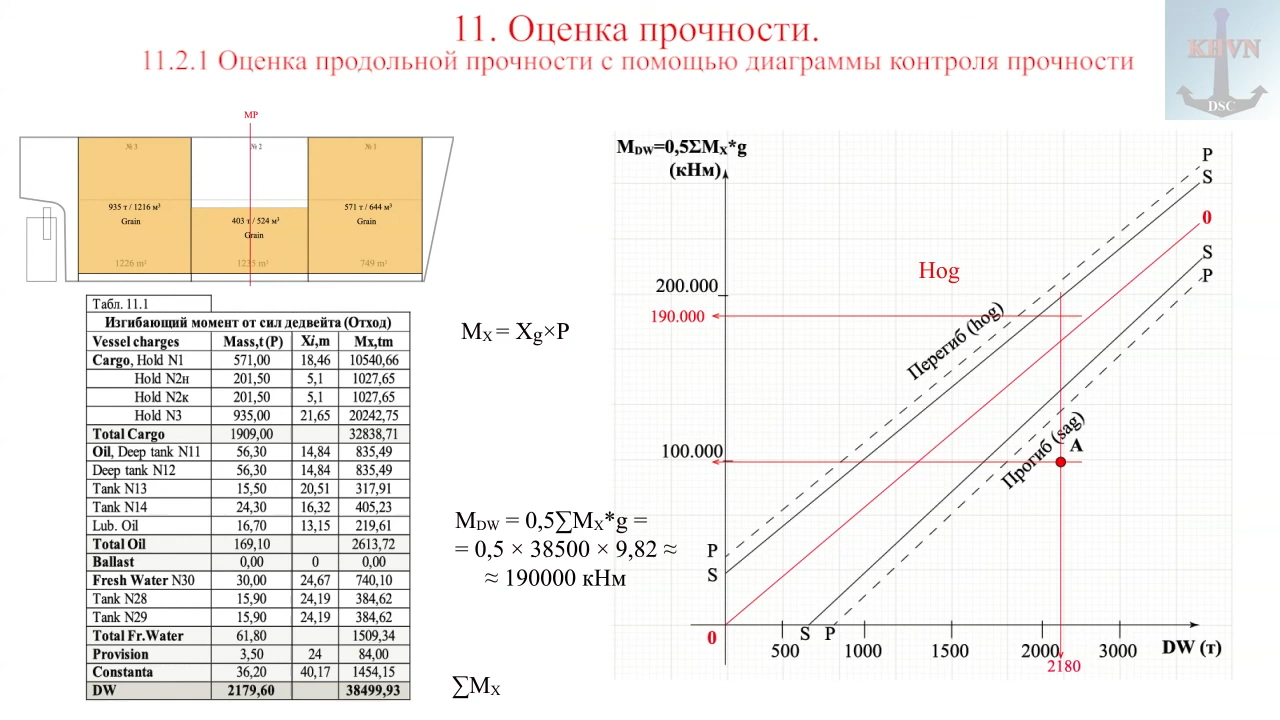 11. Оценка прочности.
11.2.1 Оценка продольной прочности с помощью диаграммы контроля прочности
KHVN
DSC
MP
№ 3
№ 2
№ 1
935 т / 1216 м³
Grain
403 т / 524 м³
Grain
571 т / 644 м³
Grain
1226 m³
1235 m³
749 m³
Табл. 11.1
Изгибающий момент от сил дедвейта (Отход)
Vessel charges Mass,t (P) Xi,m Mx,tm
Cargo, Hold N1 571,00 18,46 10540,66
Hold N2н 201,50 5,1 1027,65
Hold N2к 201,50 5,1 1027,65
Hold N3 935,00 21,65 20242,75
Total Cargo 1909,00 32838,71
Oil, Deep tank N11 56,30 14,84 835,49
Deep tank N12 56,30 14,84 835,49
Tank N13 15,50 20,51 317,91
Tank N14 24,30 16,32 405,23
Lub. Oil 16,70 13,15 219,61
Total Oil 169,10 2613,72
Ballast 0,00 0 0,00
Fresh Water N30 30,00 24,67 740,10
Tank N28 15,90 24,19 384,62
Tank N29 15,90 24,19 384,62
Total Fr.Water 61,80 1509,34
Provision 3,50 24 84,00
Constanta 36,20 40,17 1454,15
DW 2179,60 38499,93
Mx = Xg×P
MDW = 0,5∑Mx*g =
= 0,5 × 38500 × 9,82 ≈
≈ 190000 кНм
∑Mx
MDW=0,5ΣMx*g
(кНм)
P
S
0
S
P
Hog
200.000
190.000
Перегиб (hog)
100.000
Прогиб (sag)
A
P
S
0
S P
500 1000 1500 2000 3000
DW (т)
2180